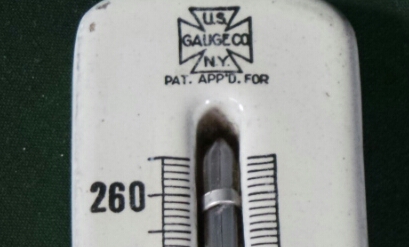 U.S.
GAUGE CO
N.Y.
PAT. APP'D. FOR
260